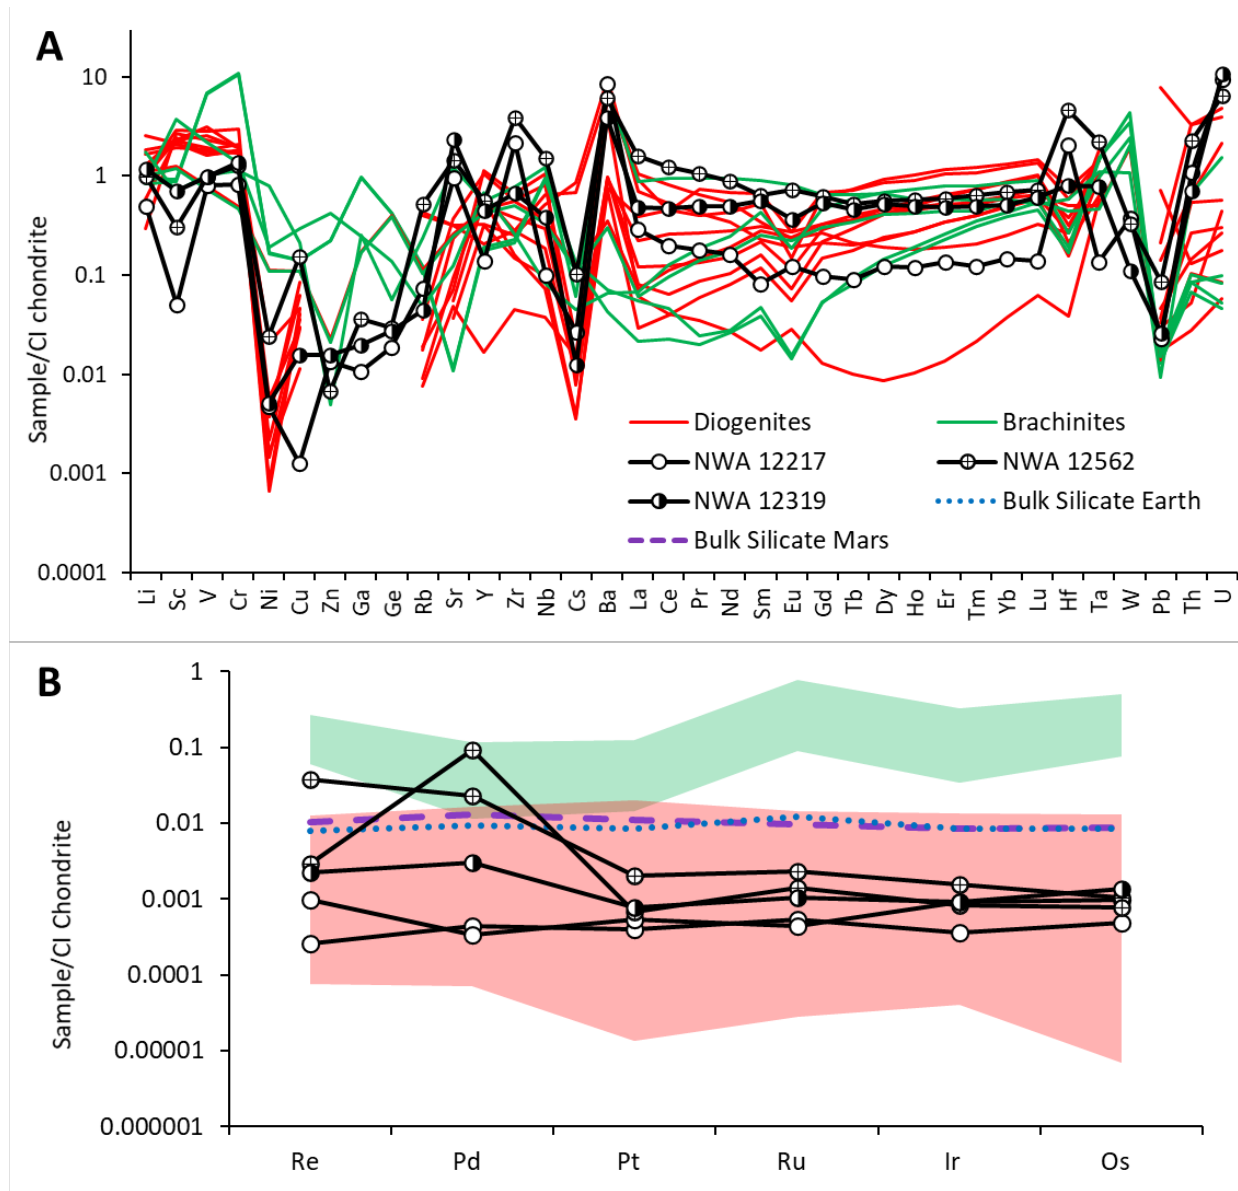 A
10
1
0.1
0.01
0.001
0.0001
Sample/CI chondrite
Diogenites
Brachinites
NWA 12217
NWA 12562
NWA 12319
Bulk Silicate Earth
Bulk Silicate Mars
Li Sc V Cr Ni Cu Zn Ga Ge Rb Sr Y Zr Nb Cs Ba La Ce Pr Nd Sm Eu Gd Tb Dy Ho Er Tm Yb Lu Hf Ta W Pb Th U
B
1
0.1
0.01
0.001
0.0001
0.00001
0.000001
Sample/CI Chondrite
Re Pd Pt Ru Ir Os